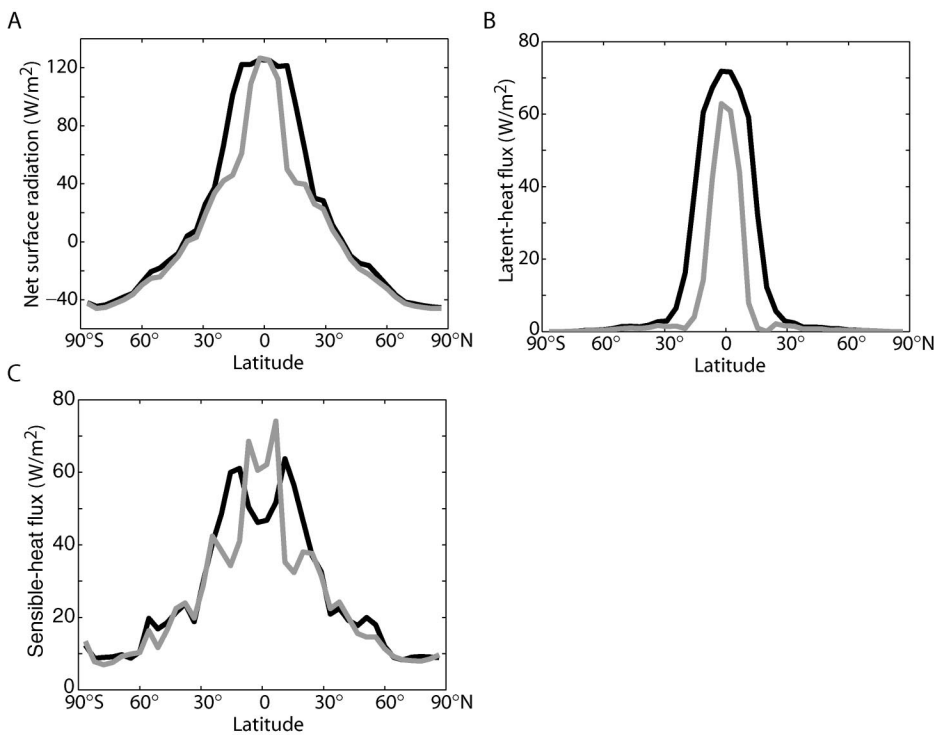 A
Net surface radiation (W/m²)
120
80
40
0
−40
90°S 60° 30° 0 30° 60° 90°N
Latitude
B
Latent-heat flux (W/m²)
80
60
40
20
0
90°S 60° 30° 0 30° 60° 90°N
Latitude
C
Sensible-heat flux (W/m²)
80
60
40
20
0
90°S 60° 30° 0 30° 60° 90°N
Latitude